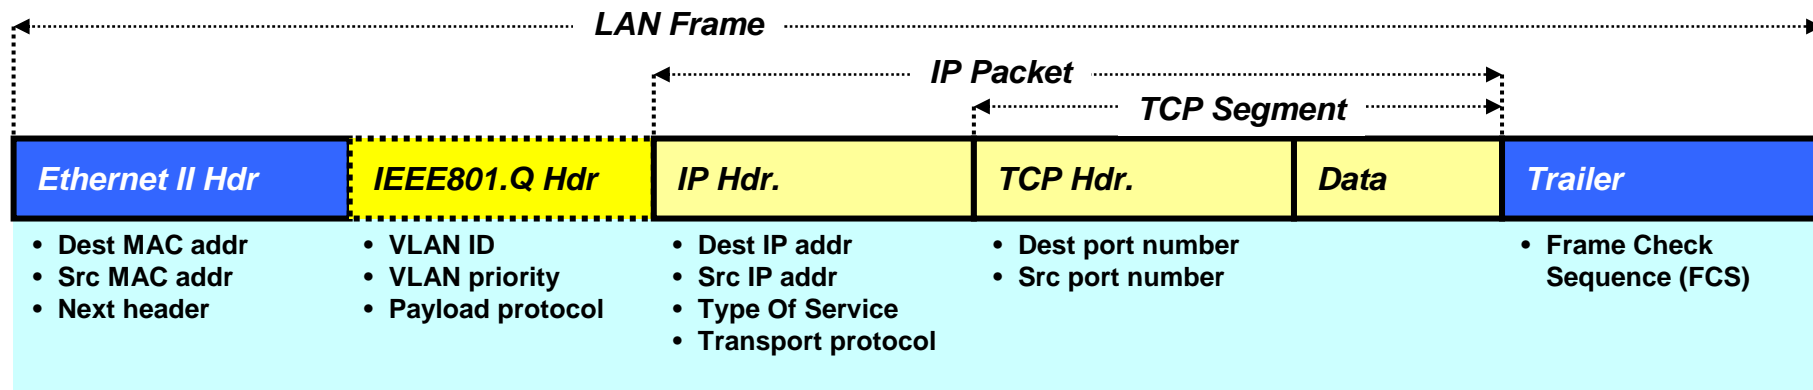 LAN Frame
IP Packet
TCP Segment
Ethernet II Hdr
IEEE801.Q Hdr
IP Hdr.
TCP Hdr.
Data
Trailer
• Dest MAC addr
• Src MAC addr
• Next header
• VLAN ID
• VLAN priority
• Payload protocol
• Dest IP addr
• Src IP addr
• Type Of Service
• Transport protocol
• Dest port number
• Src port number
• Frame Check
Sequence (FCS)